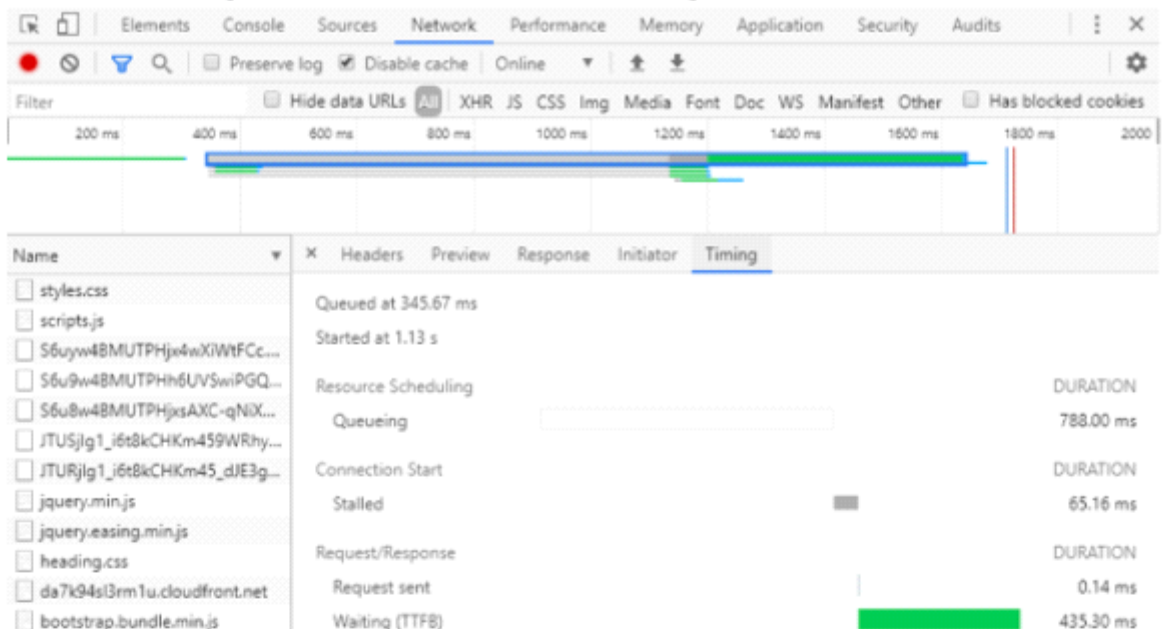 Elements Console Sources Network Performance Memory Application Security Audits
Preserve log Disable cache Online
Filter Hide data URLs All XHR JS CSS Img Media Font Doc WS Manifest Other Has blocked cookies
200 ms 400 ms 600 ms 800 ms 1000 ms 1200 ms 1400 ms 1600 ms 1800 ms 2000
Name × Headers Preview Response Initiator Timing
styles.css
Queued at 345.67 ms
scripts.js
Started at 1.13 s
S6uyw4BMUTPHjx4wXiWtFCc....
S6u9w4BMUTPHh6UVSwiPGQ...
Resource Scheduling DURATION
S6u8w4BMUTPHjxsAXC-qNiX...
Queueing 788.00 ms
JTUSjIg1_i6t8kCHKm459WRhy...
JTURjIg1_i6t8kCHKm45_dJE3g...
Connection Start DURATION
jquery.min.js
Stalled 65.16 ms
jquery.easing.min.js
Request/Response DURATION
heading.css
da7k94sl3rm1u.cloudfront.net
Request sent 0.14 ms
bootstrap.bundle.min.js
Waiting (TTFB) 435.30 ms